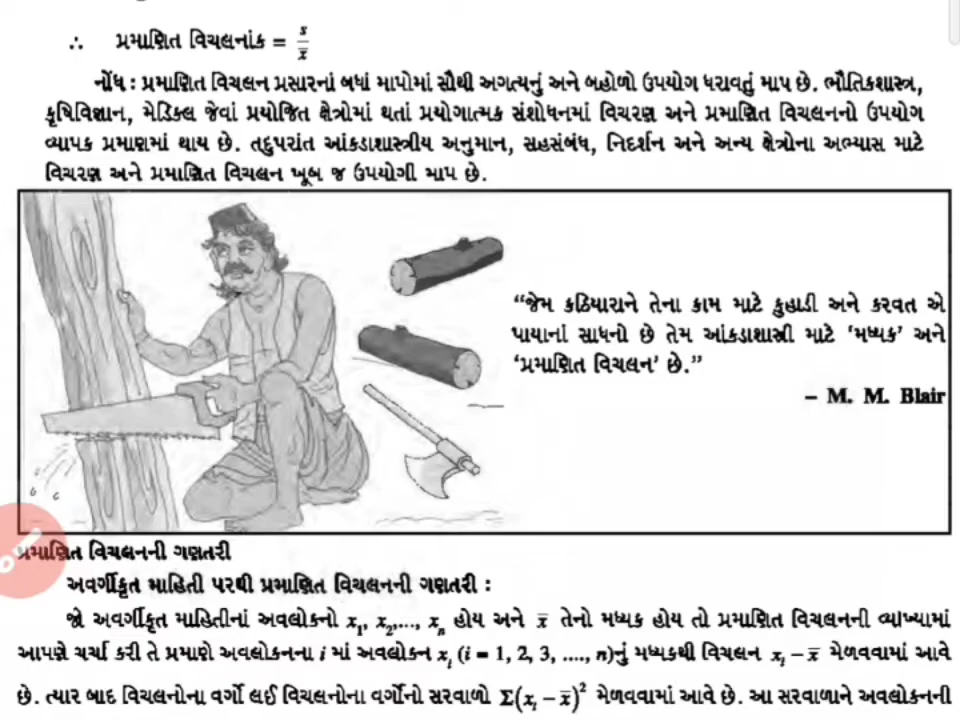 ∴ પ્રમાણિત વિચલનાંક = s/x̅
નોંધ : પ્રમાણિત વિચલન પ્રસારનાં બધાં માપોમાં સૌથી અગત્યનું અને બહોળો ઉપયોગ ધરાવતું માપ છે. ભૌતિકશાસ્ત્ર,
કૃષિવિજ્ઞાન, મેડિકલ જેવાં પ્રયોજિત ક્ષેત્રોમાં થતાં પ્રયોગાત્મક સંશોધનમાં વિચરણ અને પ્રમાણિત વિચલનનો ઉપયોગ
વ્યાપક પ્રમાણમાં થાય છે. તદુપરાંત આંકડાશાસ્ત્રીય અનુમાન, સહસંબંધ, નિદર્શન અને અન્ય ક્ષેત્રોના અભ્યાસ માટે
વિચરણ અને પ્રમાણિત વિચલન ખૂબ જ ઉપયોગી માપ છે.
“જેમ કઠિયારાને તેના કામ માટે કુહાડી અને કરવત એ
પાયાનાં સાધનો છે તેમ આંકડાશાસ્ત્રી માટે ‘મધ્યક’ અને
‘પ્રમાણિત વિચલન’ છે.”
– M. M. Blair
પ્રમાણિત વિચલનની ગણતરી
અવર્ગીકૃત માહિતી પરથી પ્રમાણિત વિચલનની ગણતરી :
જો અવર્ગીકૃત માહિતીનાં અવલોકનો x₁, x₂,..., xₙ હોય અને x̅ તેનો મધ્યક હોય તો પ્રમાણિત વિચલનની વ્યાખ્યામાં
આપણે ચર્ચા કરી તે પ્રમાણે અવલોકનના i માં અવલોકન xᵢ (i = 1, 2, 3, ...., n)નું મધ્યકથી વિચલન xᵢ – x̅ મેળવવામાં આવે
છે. ત્યાર બાદ વિચલનોના વર્ગો લઈ વિચલનોના વર્ગોનો સરવાળો Σ(xᵢ – x̅)² મેળવવામાં આવે છે. આ સરવાળાને અવલોકનની